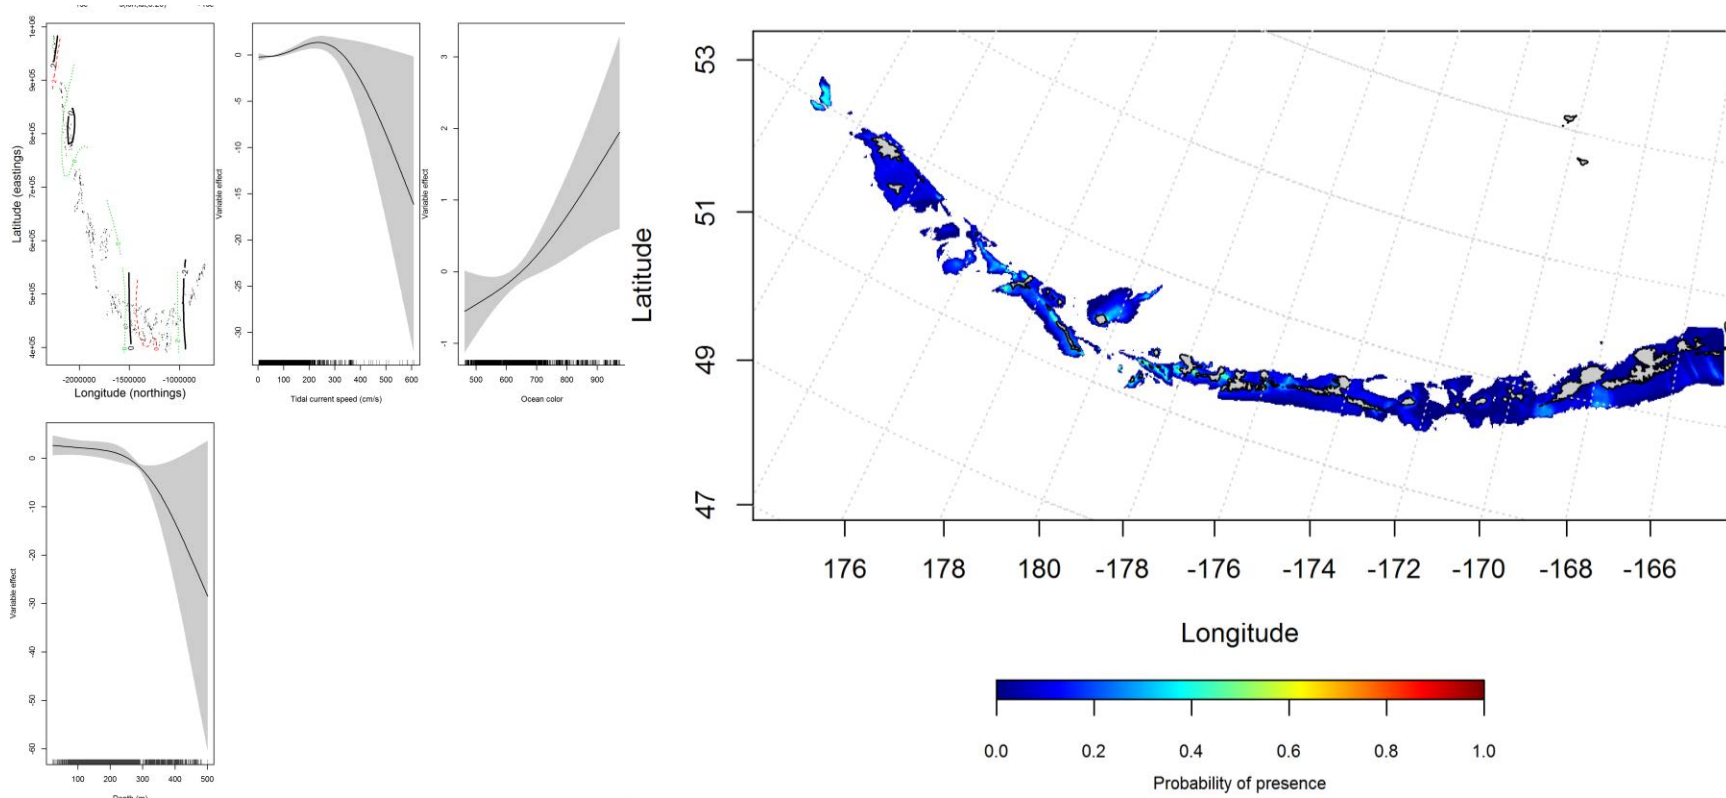 1e+06
9e+05
8e+05
7e+05
6e+05
5e+05
4e+05
Latitude (eastings)
-2000000 -1500000 -1000000
Longitude (northings)
0
-5
-10
-15
-20
-25
-30
Variable effect
0 100 200 300 400 500 600
Tidal current speed (cm/s)
3
2
1
0
-1
Variable effect
500 600 700 800 900
Ocean color
0
-10
-20
-30
-40
-50
-60
Variable effect
100 200 300 400 500
53
51
49
47
Latitude
176 178 180 -178 -176 -174 -172 -170 -168 -166
Longitude
0.0 0.2 0.4 0.6 0.8 1.0
Probability of presence